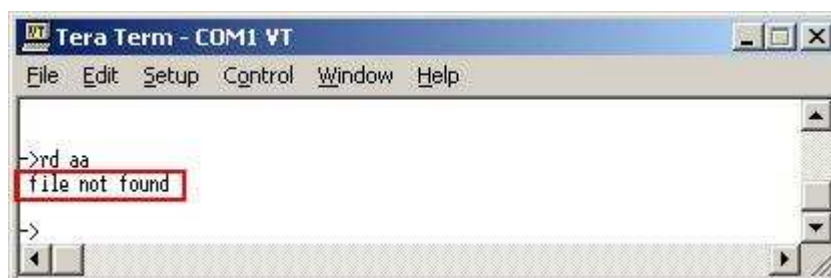 Tera Term - COM1 VT
File Edit Setup Control Window Help
->rd aa
file not found
->